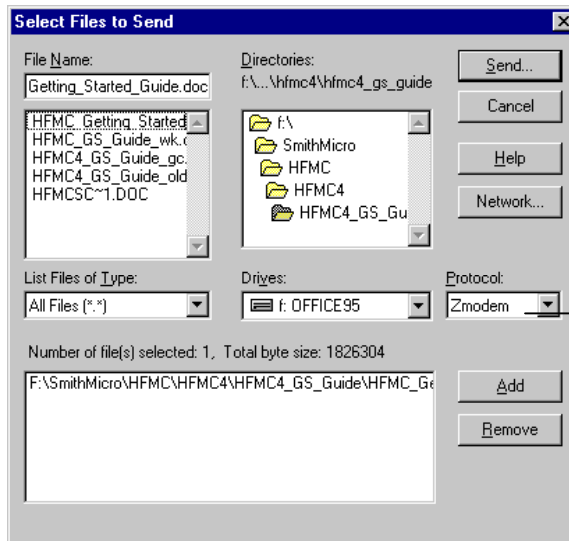 Select Files to Send
File Name:
Getting_Started_Guide.doc
HFMC_Getting_Started
HFMC_GS_Guide_wk.
HFMC4_GS_Guide_gc.
HFMC4_GS_Guide_old
HFMCSC~1.DOC
List Files of Type:
All Files (*.*)
Directories:
f:\...\hfmc4\hfmc4_gs_guide
f:\
SmithMicro
HFMC
HFMC4
HFMC4_GS_Gu
Drives:
f: OFFICE95
Send...
Cancel
Help
Network...
Protocol:
Zmodem
Number of file(s) selected: 1, Total byte size: 1826304
F:\SmithMicro\HFMC\HFMC4\HFMC4_GS_Guide\HFMC_Ge
Add
Remove